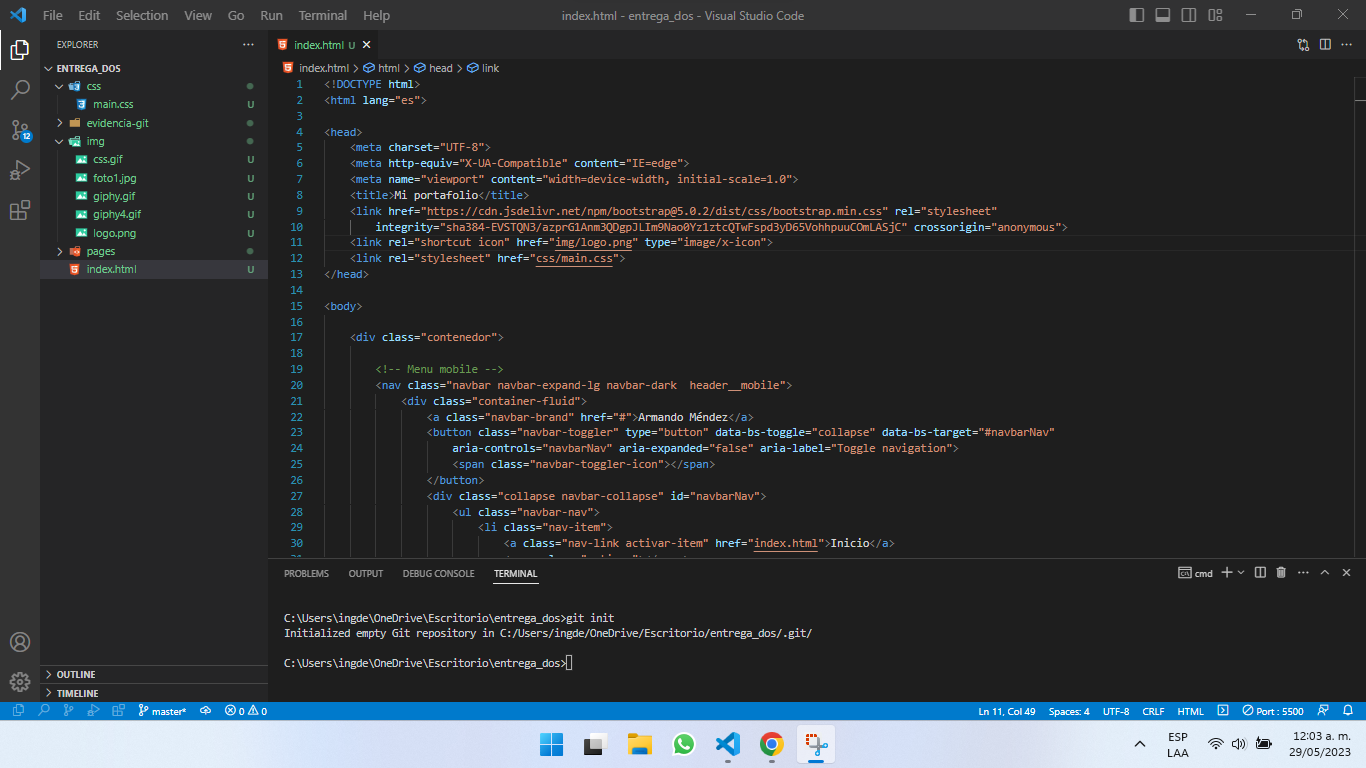 File Edit Selection View Go Run Terminal Help
index.html - entrega_dos - Visual Studio Code
EXPLORER
ENTREGA_DOS
css
main.css U
evidencia-git
img
css.gif U
foto1.jpg U
giphy.gif U
giphy4.gif U
logo.png U
pages
index.html U
OUTLINE
TIMELINE
12
index.html U
index.html > html > head > link
1 <!DOCTYPE html>
2 <html lang="es">
3
4 <head>
5 <meta charset="UTF-8">
6 <meta http-equiv="X-UA-Compatible" content="IE=edge">
7 <meta name="viewport" content="width=device-width, initial-scale=1.0">
8 <title>Mi portafolio</title>
9 <link href="https://cdn.jsdelivr.net/npm/bootstrap@5.0.2/dist/css/bootstrap.min.css" rel="stylesheet"
10 integrity="sha384-EVSTQN3/azprG1Anm3QDgpJLIm9Nao0Yz1ztcQTwFspd3yD65VohhpuuCOmLASjC" crossorigin="anonymous">
11 <link rel="shortcut icon" href="img/logo.png" type="image/x-icon">
12 <link rel="stylesheet" href="css/main.css">
13 </head>
14
15 <body>
16
17 <div class="contenedor">
18
19 <!-- Menu mobile -->
20 <nav class="navbar navbar-expand-lg navbar-dark  header__mobile">
21 <div class="container-fluid">
22 <a class="navbar-brand" href="#">Armando Méndez</a>
23 <button class="navbar-toggler" type="button" data-bs-toggle="collapse" data-bs-target="#navbarNav"
24 aria-controls="navbarNav" aria-expanded="false" aria-label="Toggle navigation">
25 <span class="navbar-toggler-icon"></span>
26 </button>
27 <div class="collapse navbar-collapse" id="navbarNav">
28 <ul class="navbar-nav">
29 <li class="nav-item">
30 <a class="nav-link activar-item" href="index.html">Inicio</a>
PROBLEMS OUTPUT DEBUG CONSOLE TERMINAL
cmd
C:\Users\ingde\OneDrive\Escritorio\entrega_dos>git init
Initialized empty Git repository in C:/Users/ingde/OneDrive/Escritorio/entrega_dos/.git/
C:\Users\ingde\OneDrive\Escritorio\entrega_dos>
master* 0 0
Ln 11, Col 49 Spaces: 4 UTF-8 CRLF HTML Port : 5500
ESP
LAA
12:03 a. m.
29/05/2023